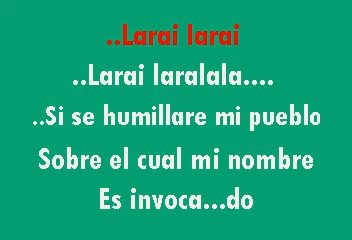 ..Larai larai
..Larai laralala....
..Si se humillare mi pueblo
Sobre el cual mi nombre
Es invoca...do